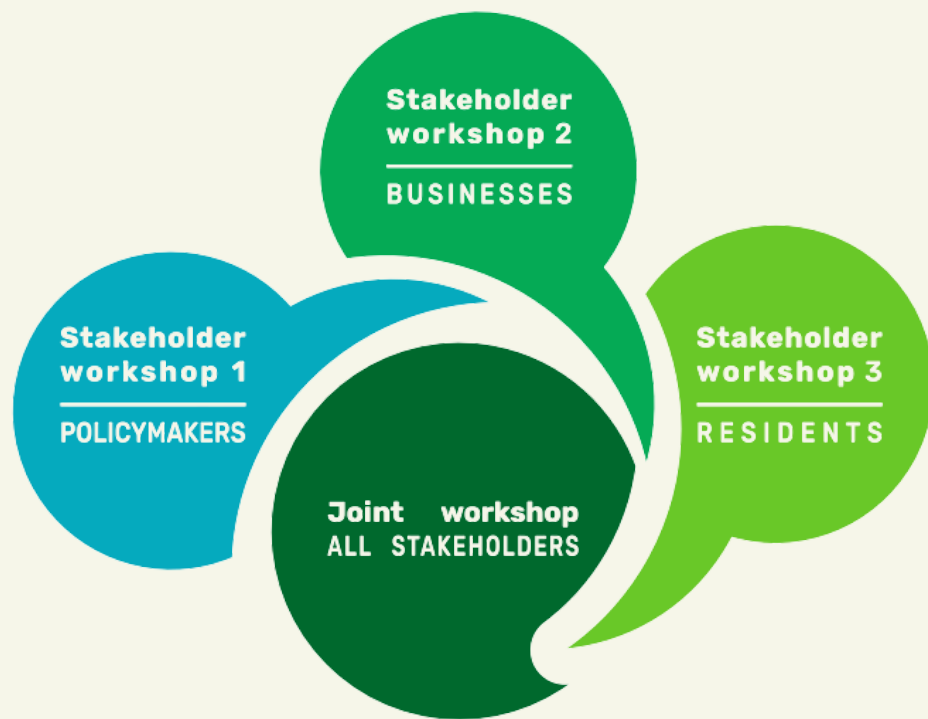 Stakeholder
workshop 1
POLICYMAKERS
Stakeholder
workshop 2
BUSINESSES
Stakeholder
workshop 3
RESIDENTS
Joint workshop
ALL STAKEHOLDERS